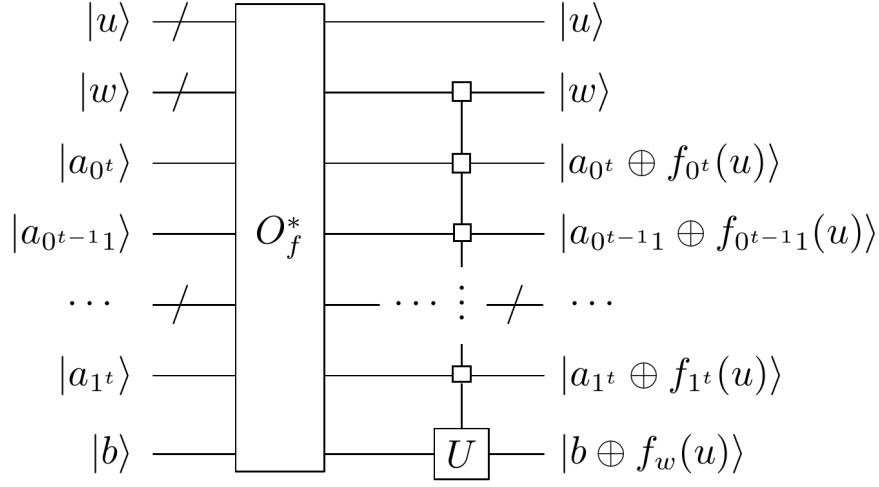 |u⟩ |u⟩
|w⟩ |w⟩
|a_{0^t}⟩ |a_{0^t} ⊕ f_{0^t}(u)⟩
|a_{0^{t-1}1}⟩ O_f^* |a_{0^{t-1}1} ⊕ f_{0^{t-1}1}(u)⟩
··· ··· ⋮ ···
|a_{1^t}⟩ |a_{1^t} ⊕ f_{1^t}(u)⟩
|b⟩ U |b ⊕ f_w(u)⟩